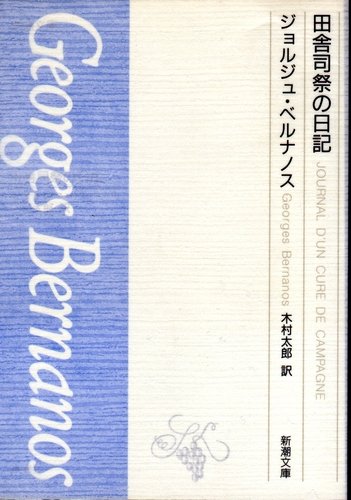 田舎司祭の日記
JOURNAL D'UN CURE DE CAMPAGNE
ジョルジュ・ベルナノス
Georges Bernanos
木村太郎 訳
新潮文庫
Georges Bernanos
SK